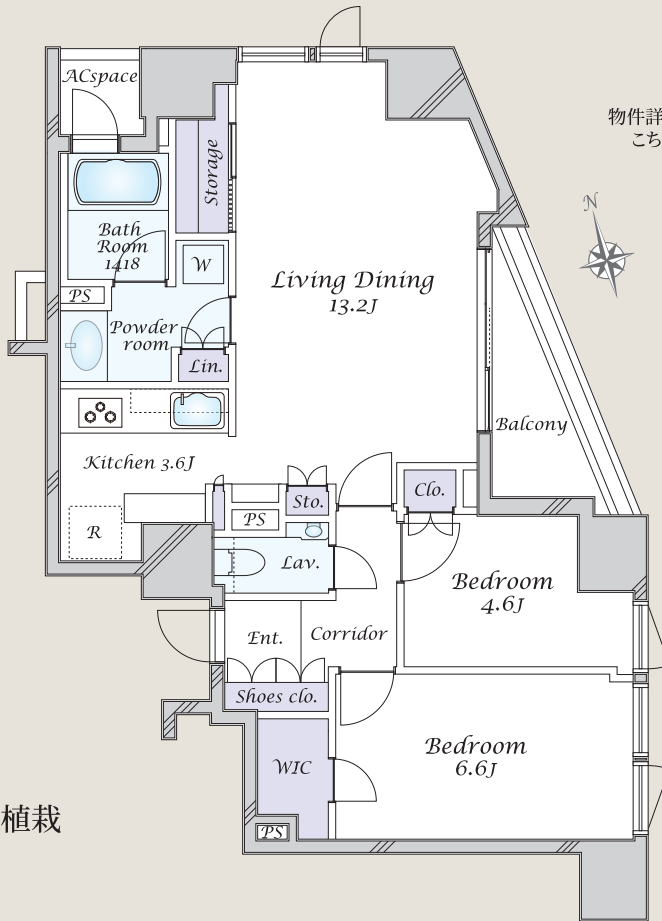 ACspace
物件詳
こち
Storage
N
Bath
Room
1418
W
Living Dining
13.2J
PS
Powder
room
Lin.
Balcony
Kitchen 3.6J
Clo.
Sto.
PS
R
Lav.
Bedroom
4.6J
Ent.
Corridor
Shoes clo.
Bedroom
6.6J
WIC
植栽
PS